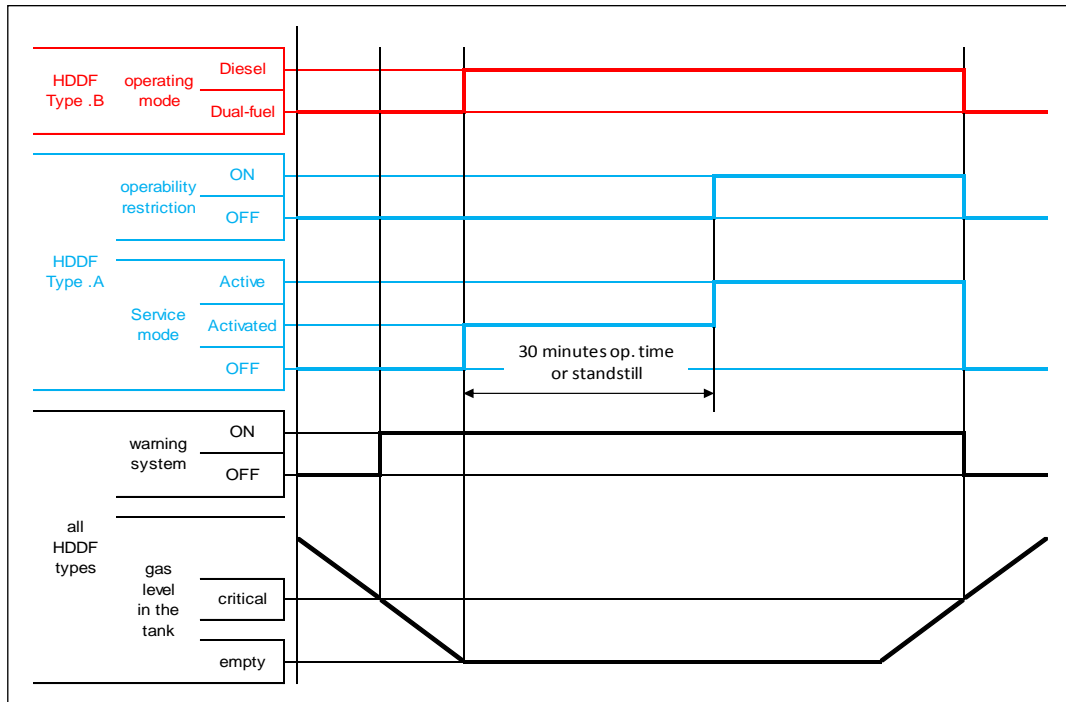 HDDF
Type .B
operating
mode
Diesel
Dual-fuel
HDDF
Type .A
operability
restriction
ON
OFF
Service
mode
Active
Activated
OFF
30 minutes op. time
or standstill
all
HDDF
types
warning
system
ON
OFF
gas
level
in the
tank
critical
empty